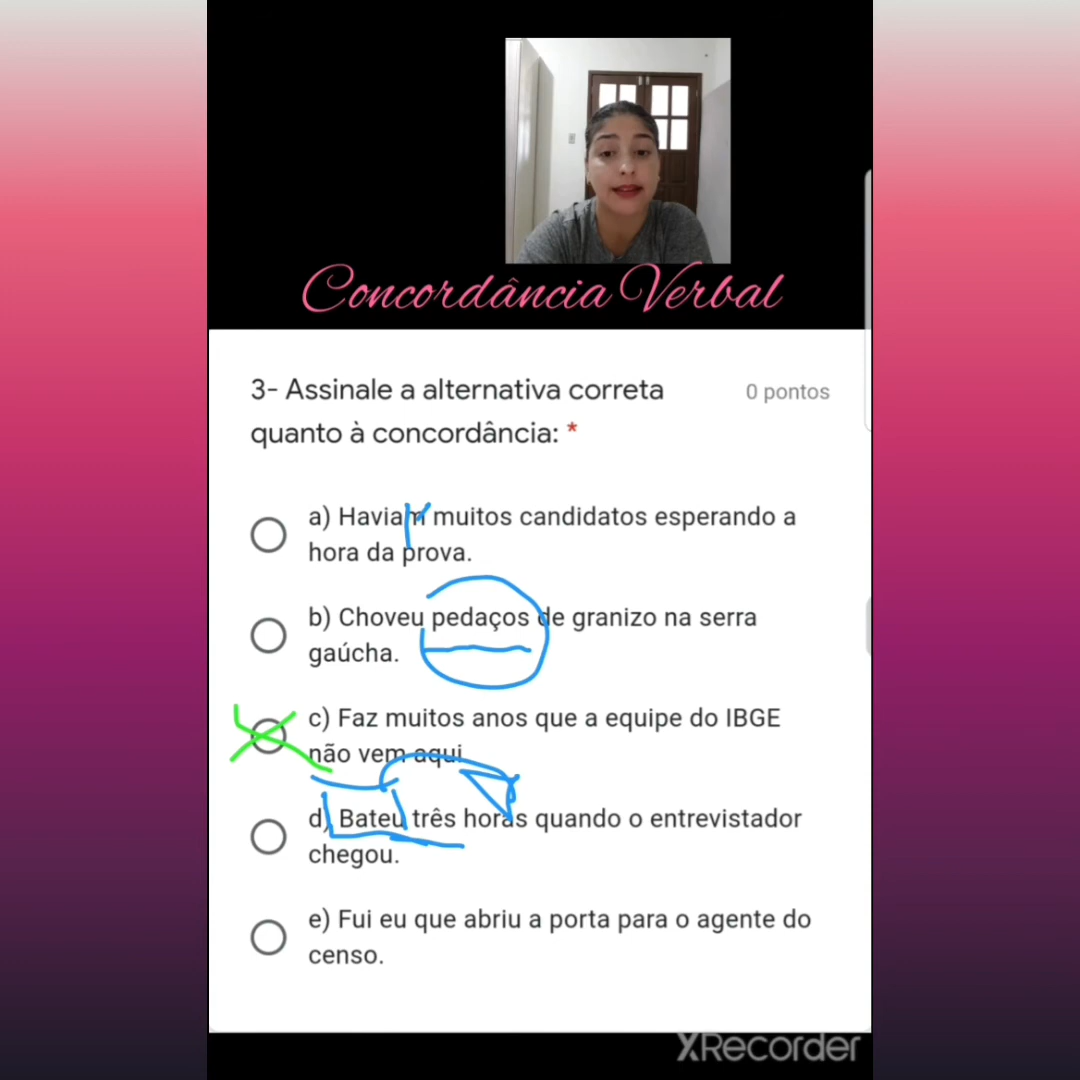 Concordância Verbal
3- Assinale a alternativa correta
0 pontos
quanto à concordância: *
a) Haviam muitos candidatos esperando a
hora da prova.
b) Choveu pedaços de granizo na serra
gaúcha.
c) Faz muitos anos que a equipe do IBGE
não vem aqui
d) Bateu três horas quando o entrevistador
chegou.
e) Fui eu que abriu a porta para o agente do
censo.
XRecorder